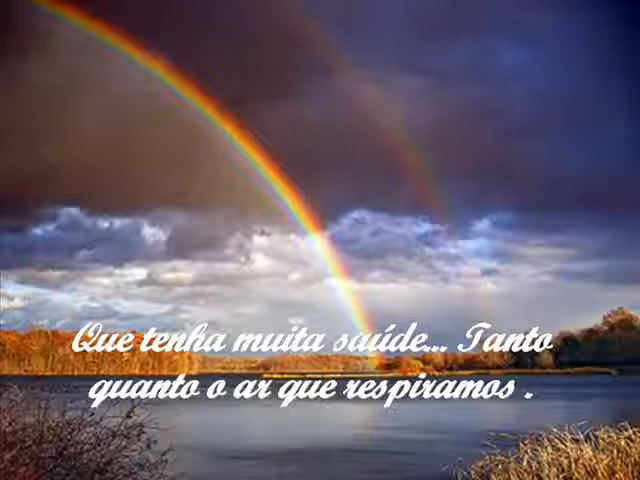 Que tenha muita saúde... Tanto
quanto o ar que respiramos .